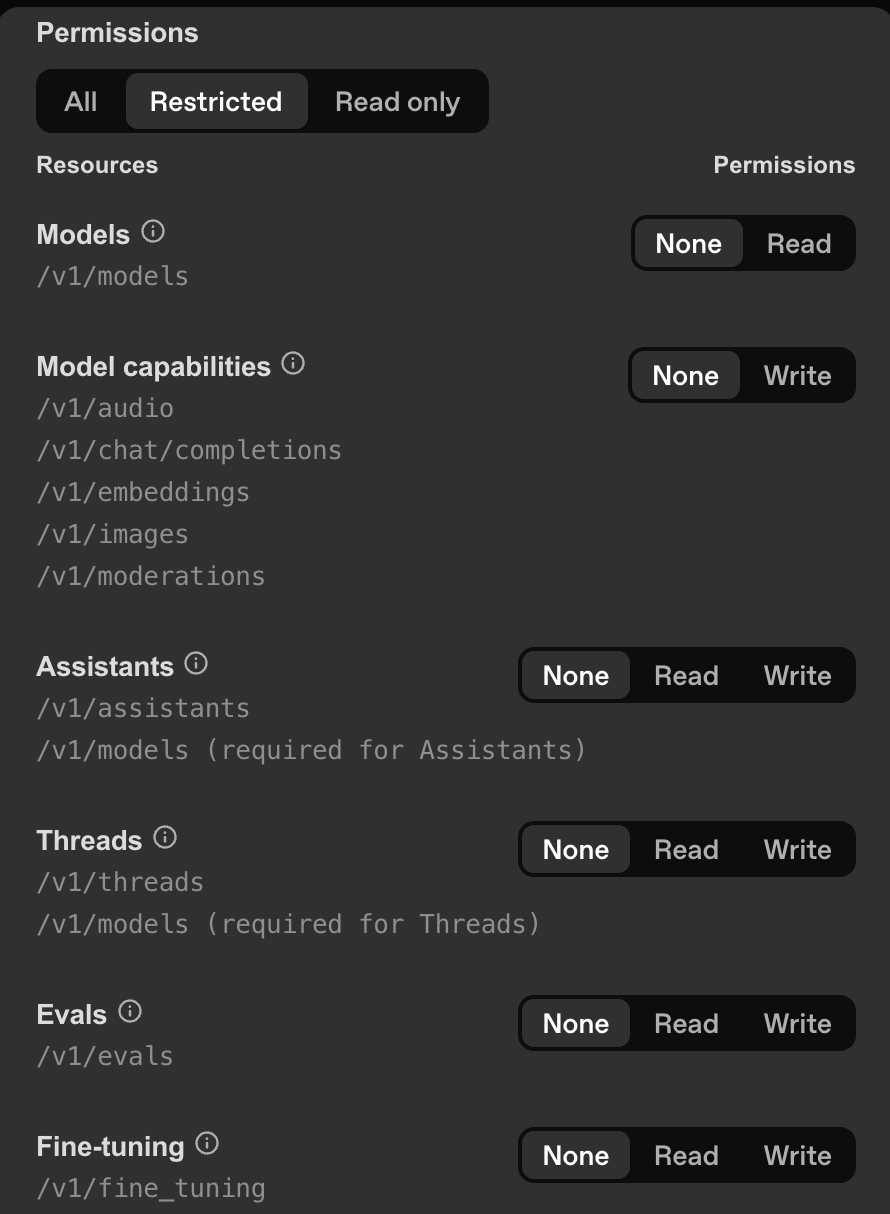 Permissions
All Restricted Read only
Resources Permissions
Models None Read
/v1/models
Model capabilities None Write
/v1/audio
/v1/chat/completions
/v1/embeddings
/v1/images
/v1/moderations
Assistants None Read Write
/v1/assistants
/v1/models (required for Assistants)
Threads None Read Write
/v1/threads
/v1/models (required for Threads)
Evals None Read Write
/v1/evals
Fine-tuning None Read Write
/v1/fine_tuning